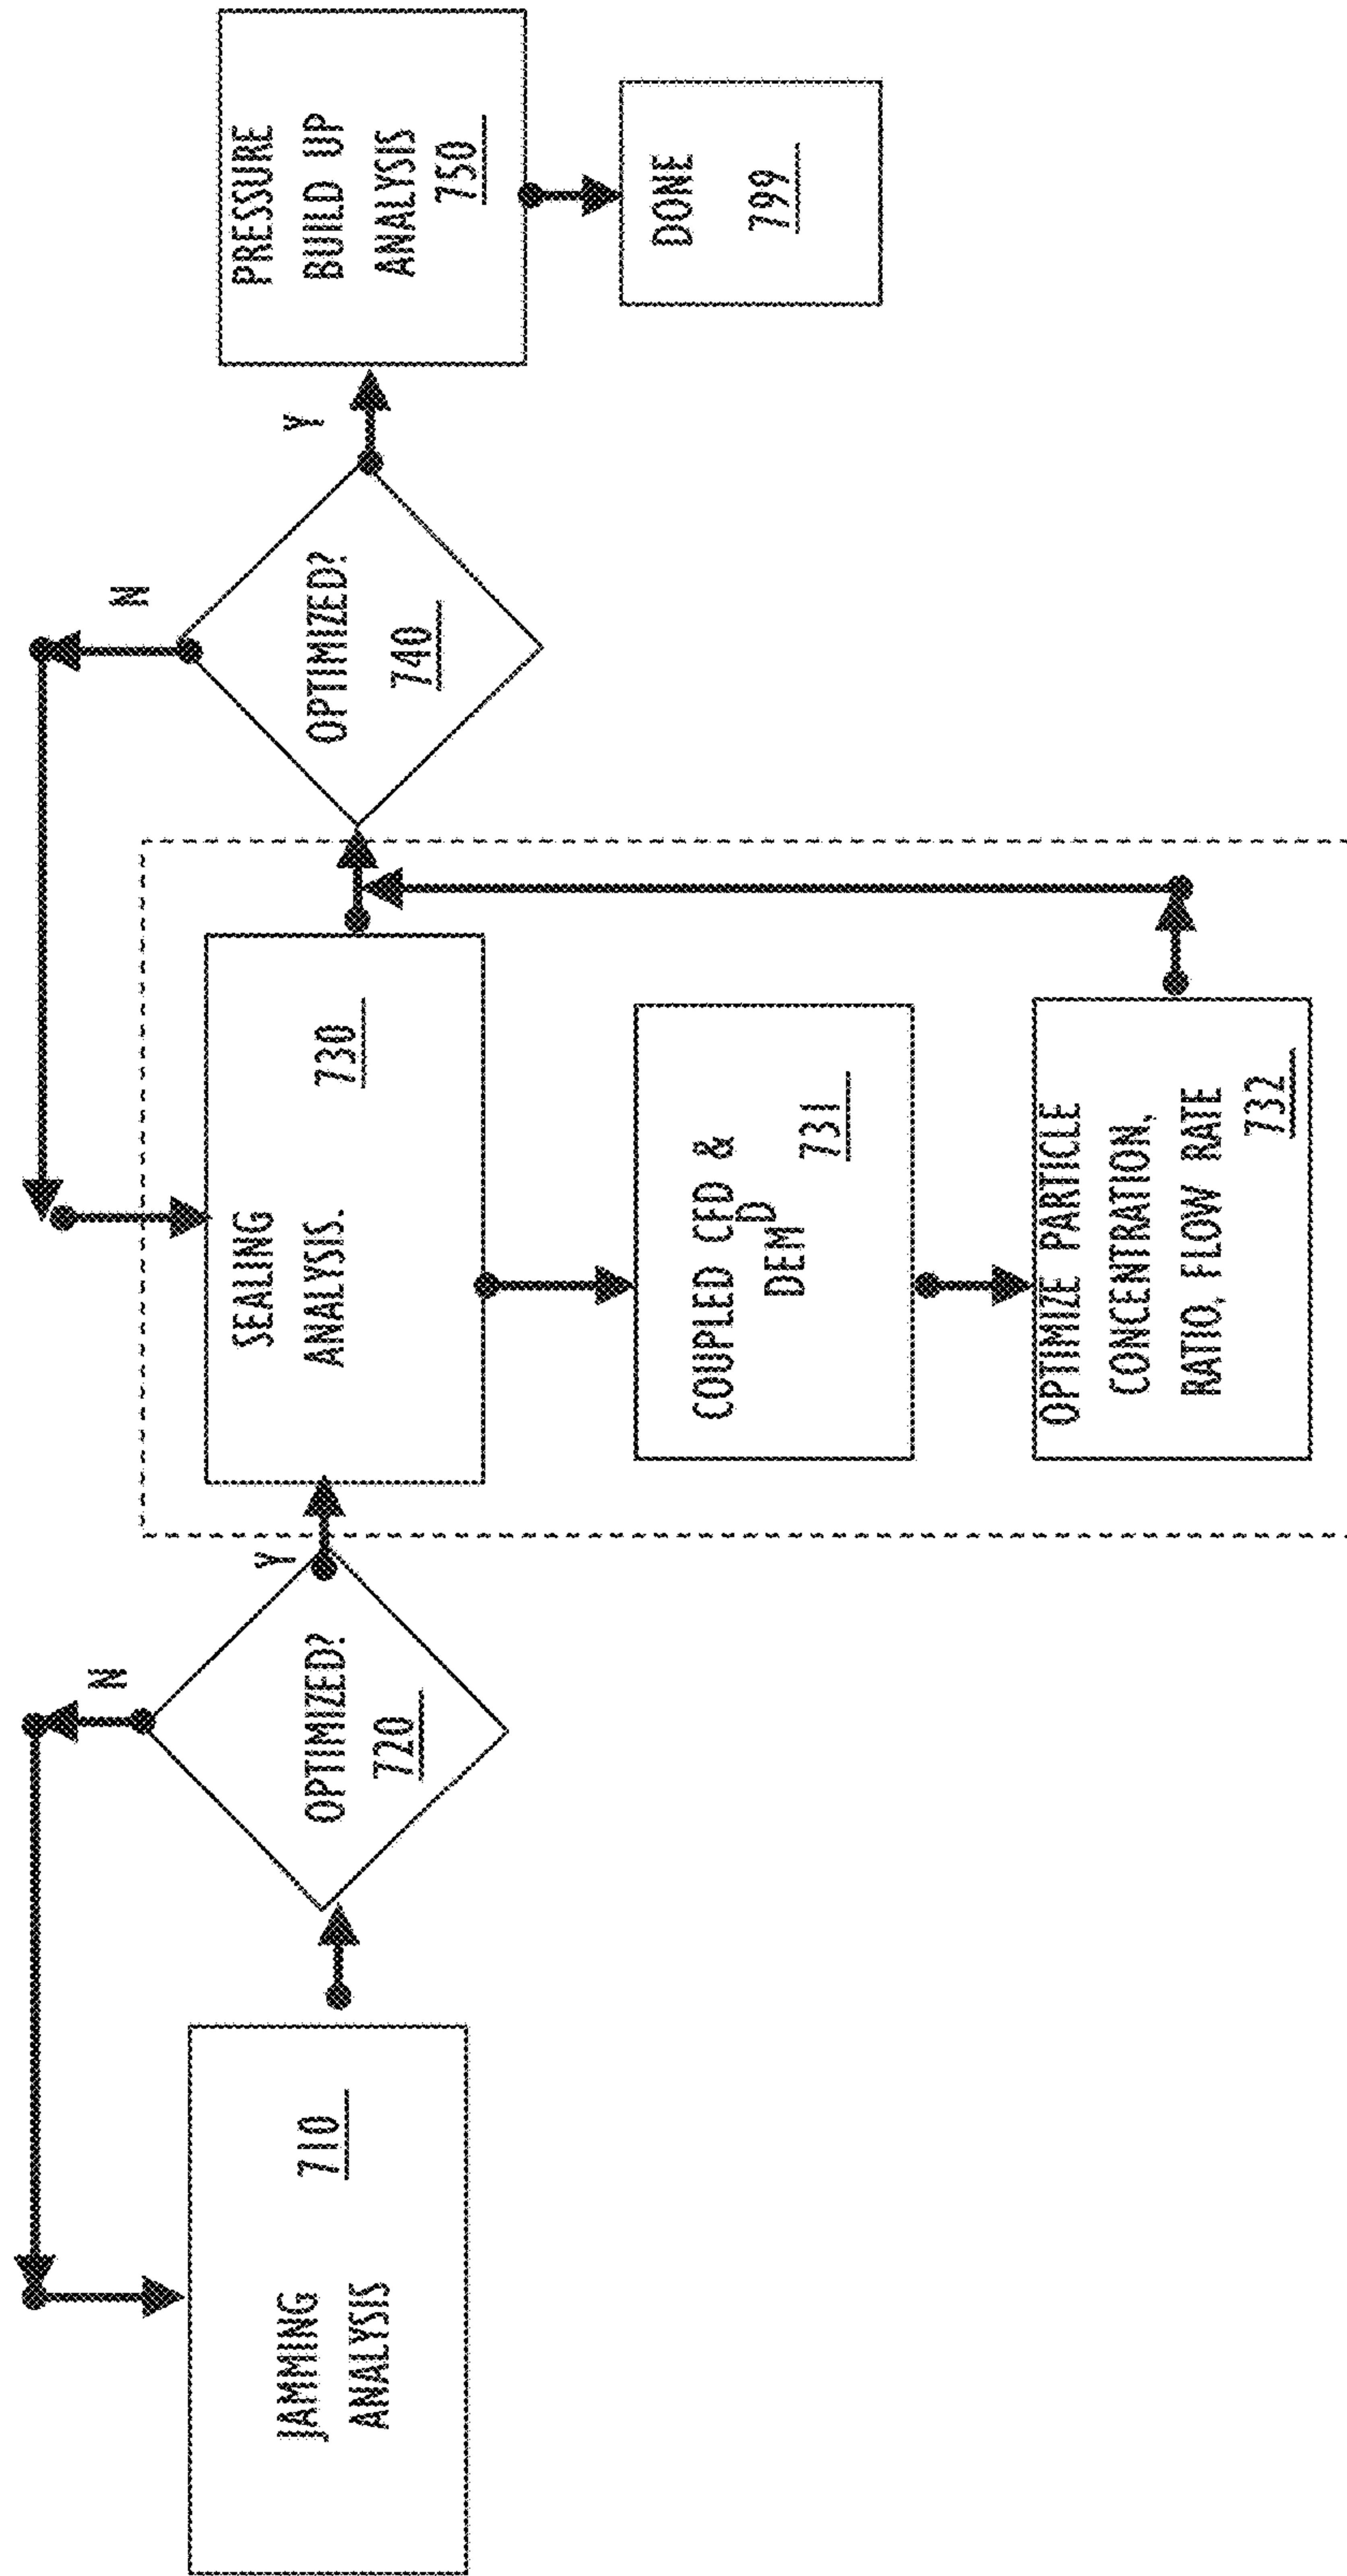 JAMMING
ANALYSIS
710
N
OPTIMIZED?
720
Y
SEALING
ANALYSIS.
730
COUPLED CFD &
D
DEM
731
OPTIMIZE PARTICLE
CONCENTRATION,
RATIO, FLOW RATE
732
N
OPTIMIZED?
740
Y
PRESSURE
BUILD UP
ANALYSIS
750
DONE
799